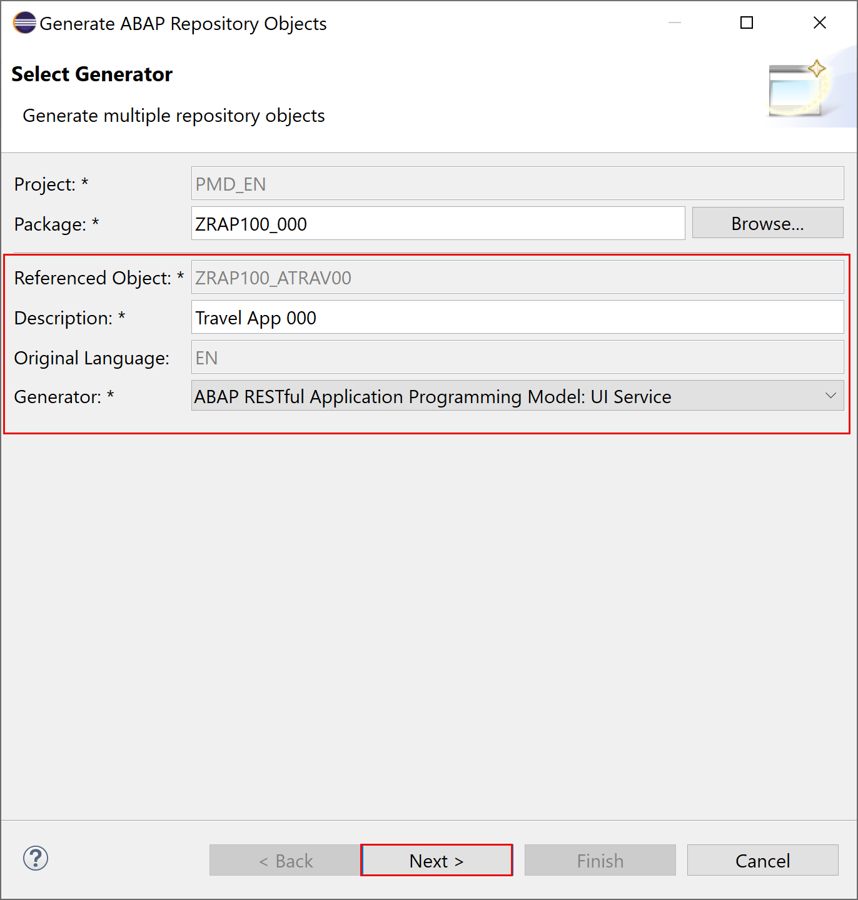 Generate ABAP Repository Objects
Select Generator
Generate multiple repository objects
Project: * PMD_EN
Package: * ZRAP100_000 Browse...
Referenced Object: * ZRAP100_ATRAV00
Description: * Travel App 000
Original Language: EN
Generator: * ABAP RESTful Application Programming Model: UI Service
? < Back Next > Finish Cancel